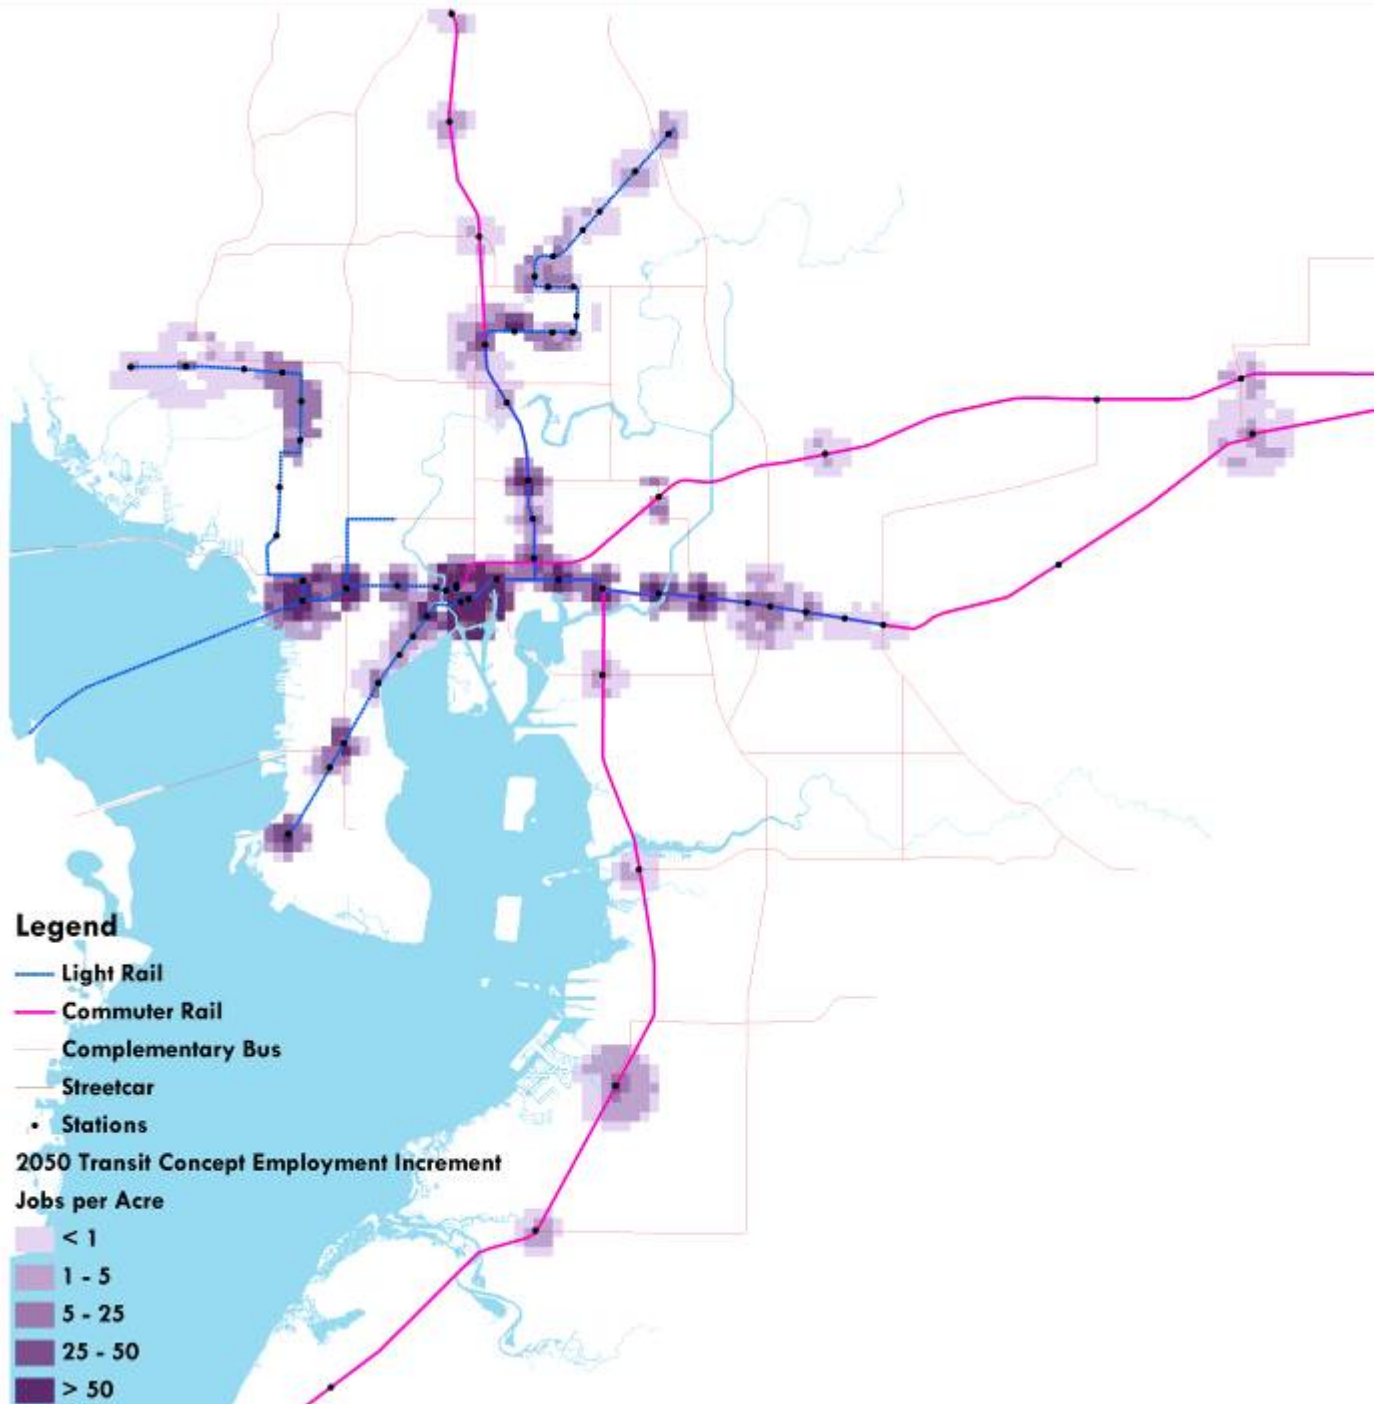 Legend
Light Rail
Commuter Rail
Complementary Bus
Streetcar
Stations
2050 Transit Concept Employment Increment
Jobs per Acre
< 1
1 - 5
5 - 25
25 - 50
> 50